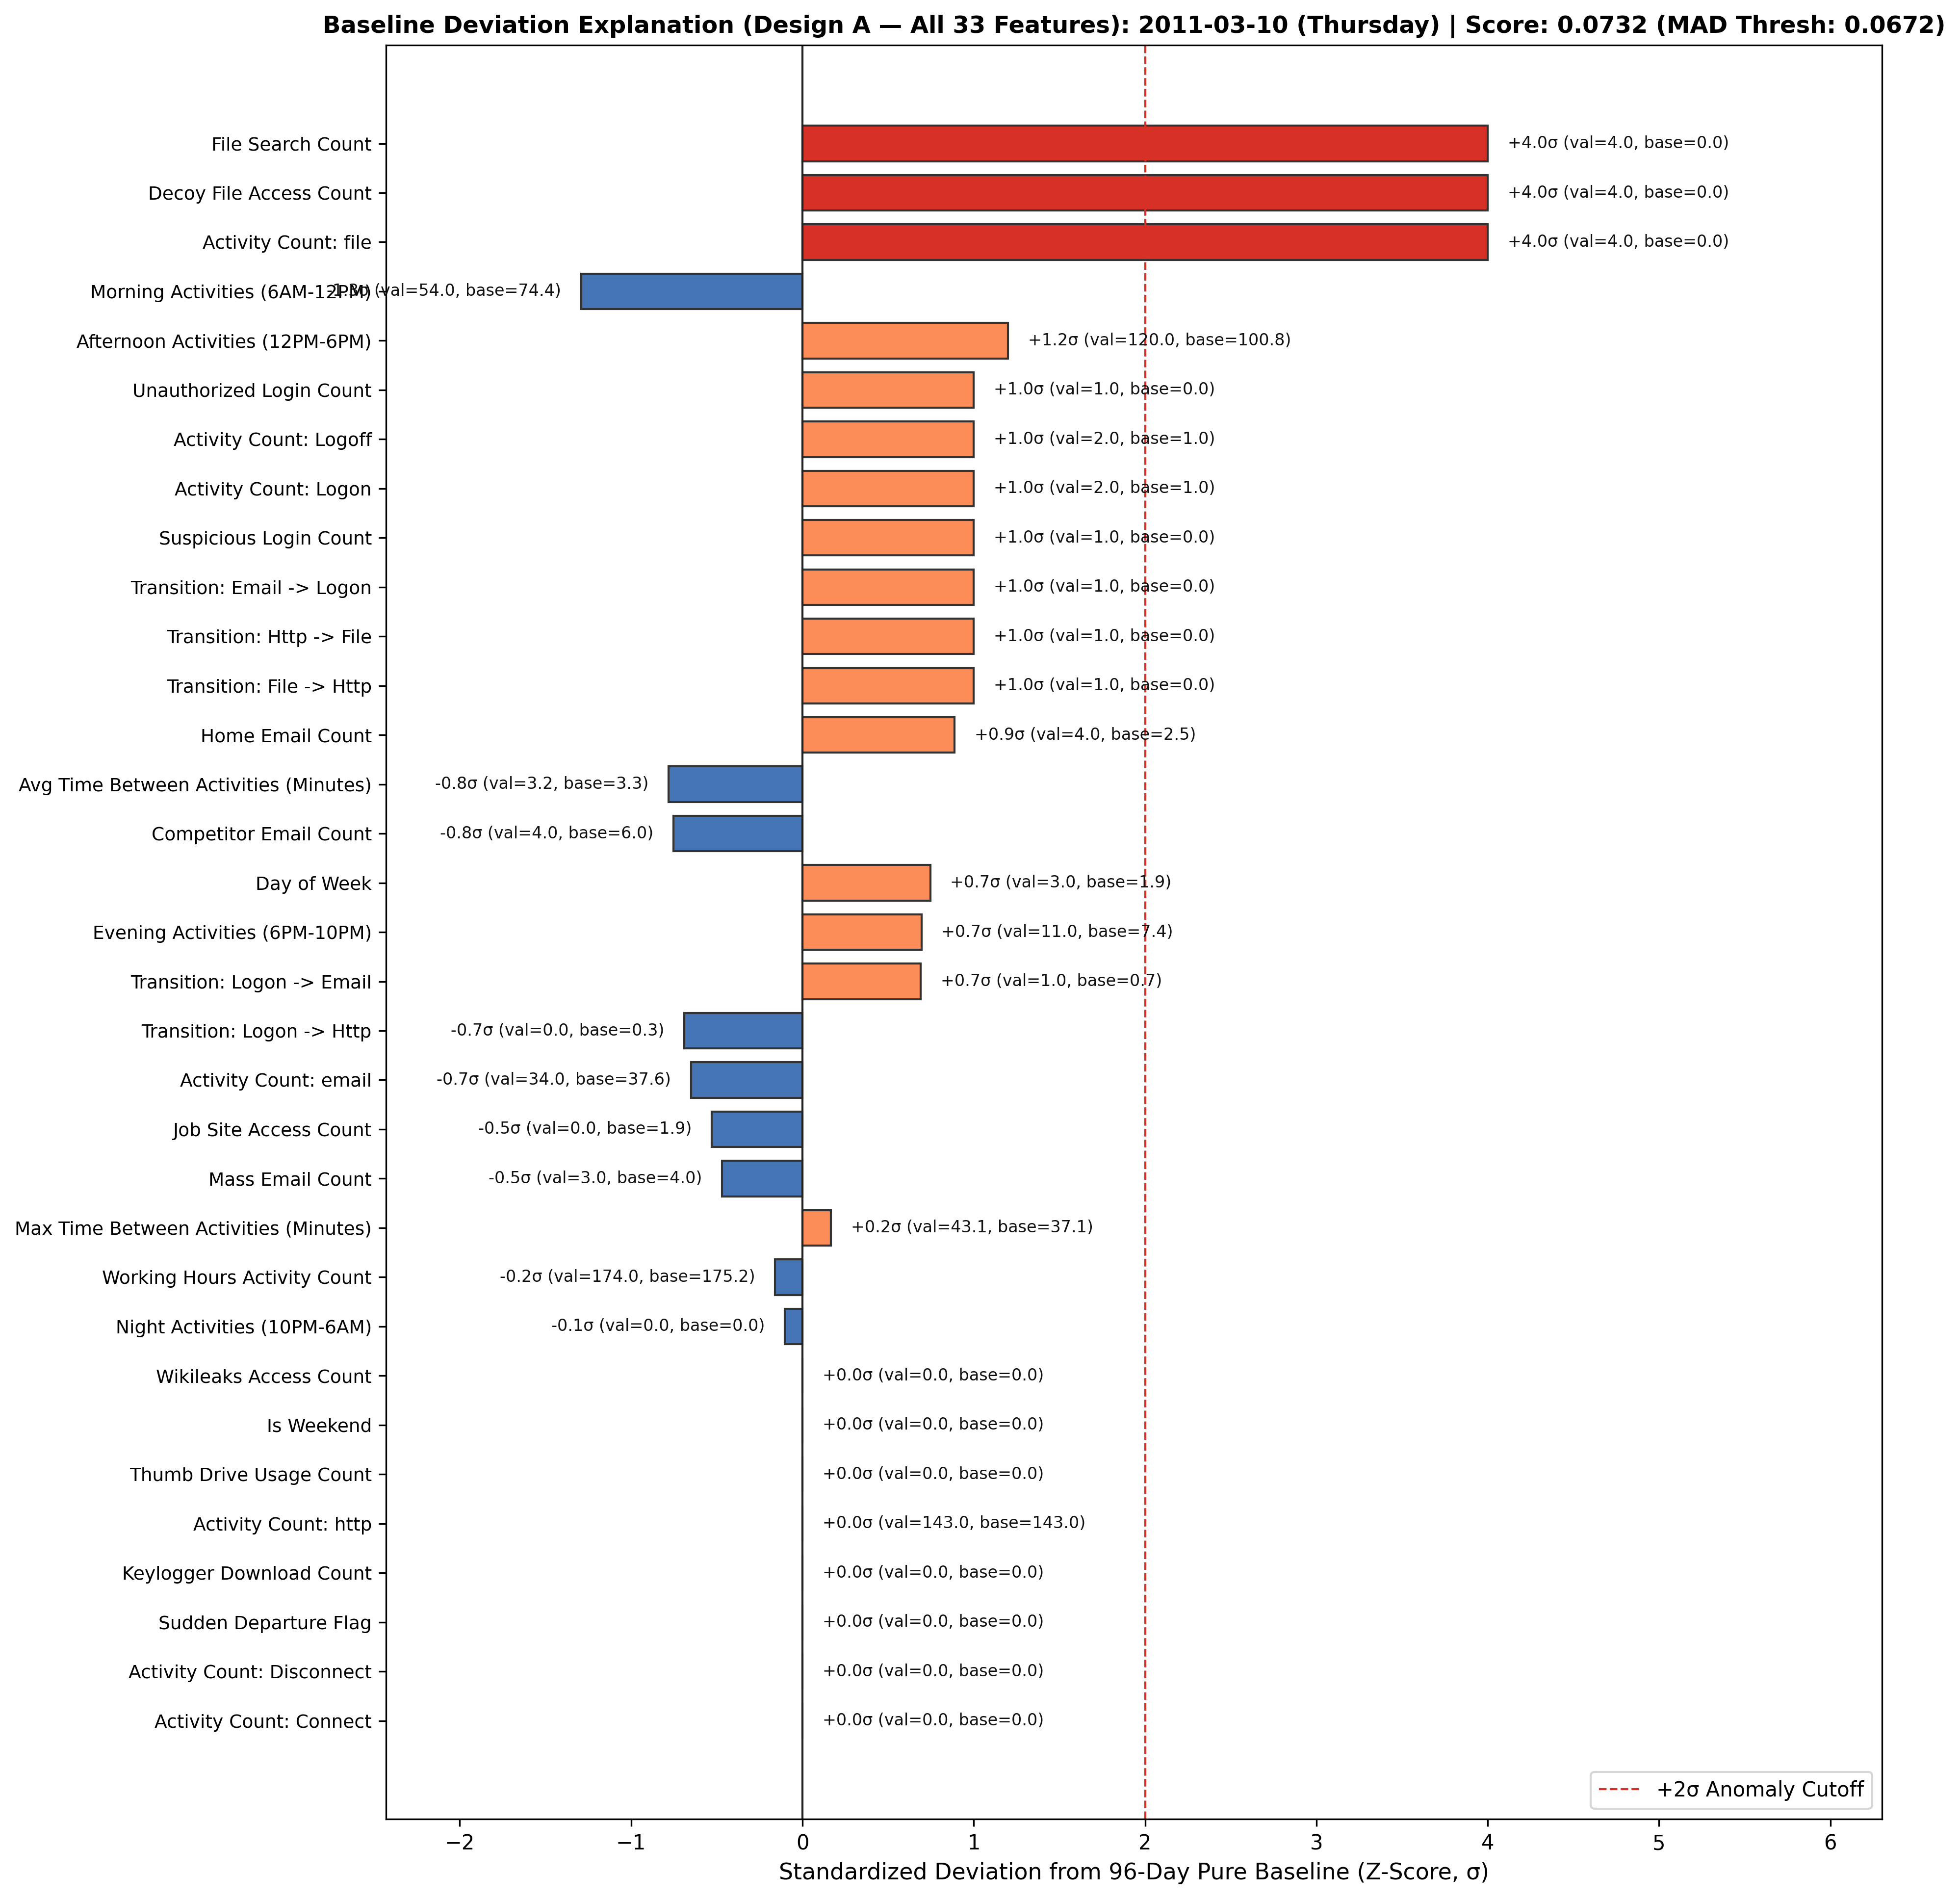 Baseline Deviation Explanation (Design A — All 33 Features): 2011-03-10 (Thursday) | Score: 0.0732 (MAD Thresh: 0.0672)
File Search Count +4.0σ (val=4.0, base=0.0)
Decoy File Access Count +4.0σ (val=4.0, base=0.0)
Activity Count: file +4.0σ (val=4.0, base=0.0)
Morning Activities (6AM-12PM) -1.3σ (val=54.0, base=74.4)
Afternoon Activities (12PM-6PM) +1.2σ (val=120.0, base=100.8)
Unauthorized Login Count +1.0σ (val=1.0, base=0.0)
Activity Count: Logoff +1.0σ (val=2.0, base=1.0)
Activity Count: Logon +1.0σ (val=2.0, base=1.0)
Suspicious Login Count +1.0σ (val=1.0, base=0.0)
Transition: Email -> Logon +1.0σ (val=1.0, base=0.0)
Transition: Http -> File +1.0σ (val=1.0, base=0.0)
Transition: File -> Http +1.0σ (val=1.0, base=0.0)
Home Email Count +0.9σ (val=4.0, base=2.5)
Avg Time Between Activities (Minutes) -0.8σ (val=3.2, base=3.3)
Competitor Email Count -0.8σ (val=4.0, base=6.0)
Day of Week +0.7σ (val=3.0, base=1.9)
Evening Activities (6PM-10PM) +0.7σ (val=11.0, base=7.4)
Transition: Logon -> Email +0.7σ (val=1.0, base=0.7)
Transition: Logon -> Http -0.7σ (val=0.0, base=0.3)
Activity Count: email -0.7σ (val=34.0, base=37.6)
Job Site Access Count -0.5σ (val=0.0, base=1.9)
Mass Email Count -0.5σ (val=3.0, base=4.0)
Max Time Between Activities (Minutes) +0.2σ (val=43.1, base=37.1)
Working Hours Activity Count -0.2σ (val=174.0, base=175.2)
Night Activities (10PM-6AM) -0.1σ (val=0.0, base=0.0)
Wikileaks Access Count +0.0σ (val=0.0, base=0.0)
Is Weekend +0.0σ (val=0.0, base=0.0)
Thumb Drive Usage Count +0.0σ (val=0.0, base=0.0)
Activity Count: http +0.0σ (val=143.0, base=143.0)
Keylogger Download Count +0.0σ (val=0.0, base=0.0)
Sudden Departure Flag +0.0σ (val=0.0, base=0.0)
Activity Count: Disconnect +0.0σ (val=0.0, base=0.0)
Activity Count: Connect +0.0σ (val=0.0, base=0.0)
+2σ Anomaly Cutoff
−2 −1 0 1 2 3 4 5 6
Standardized Deviation from 96-Day Pure Baseline (Z-Score, σ)